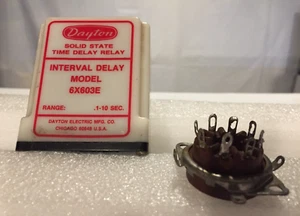 Dayton
SOLID STATE
TIME DELAY RELAY
INTERVAL DELAY
MODEL
6X603E
RANGE: .1-10 SEC.
DAYTON ELECTRIC MFG. CO.
CHICAGO 60648 U.S.A.